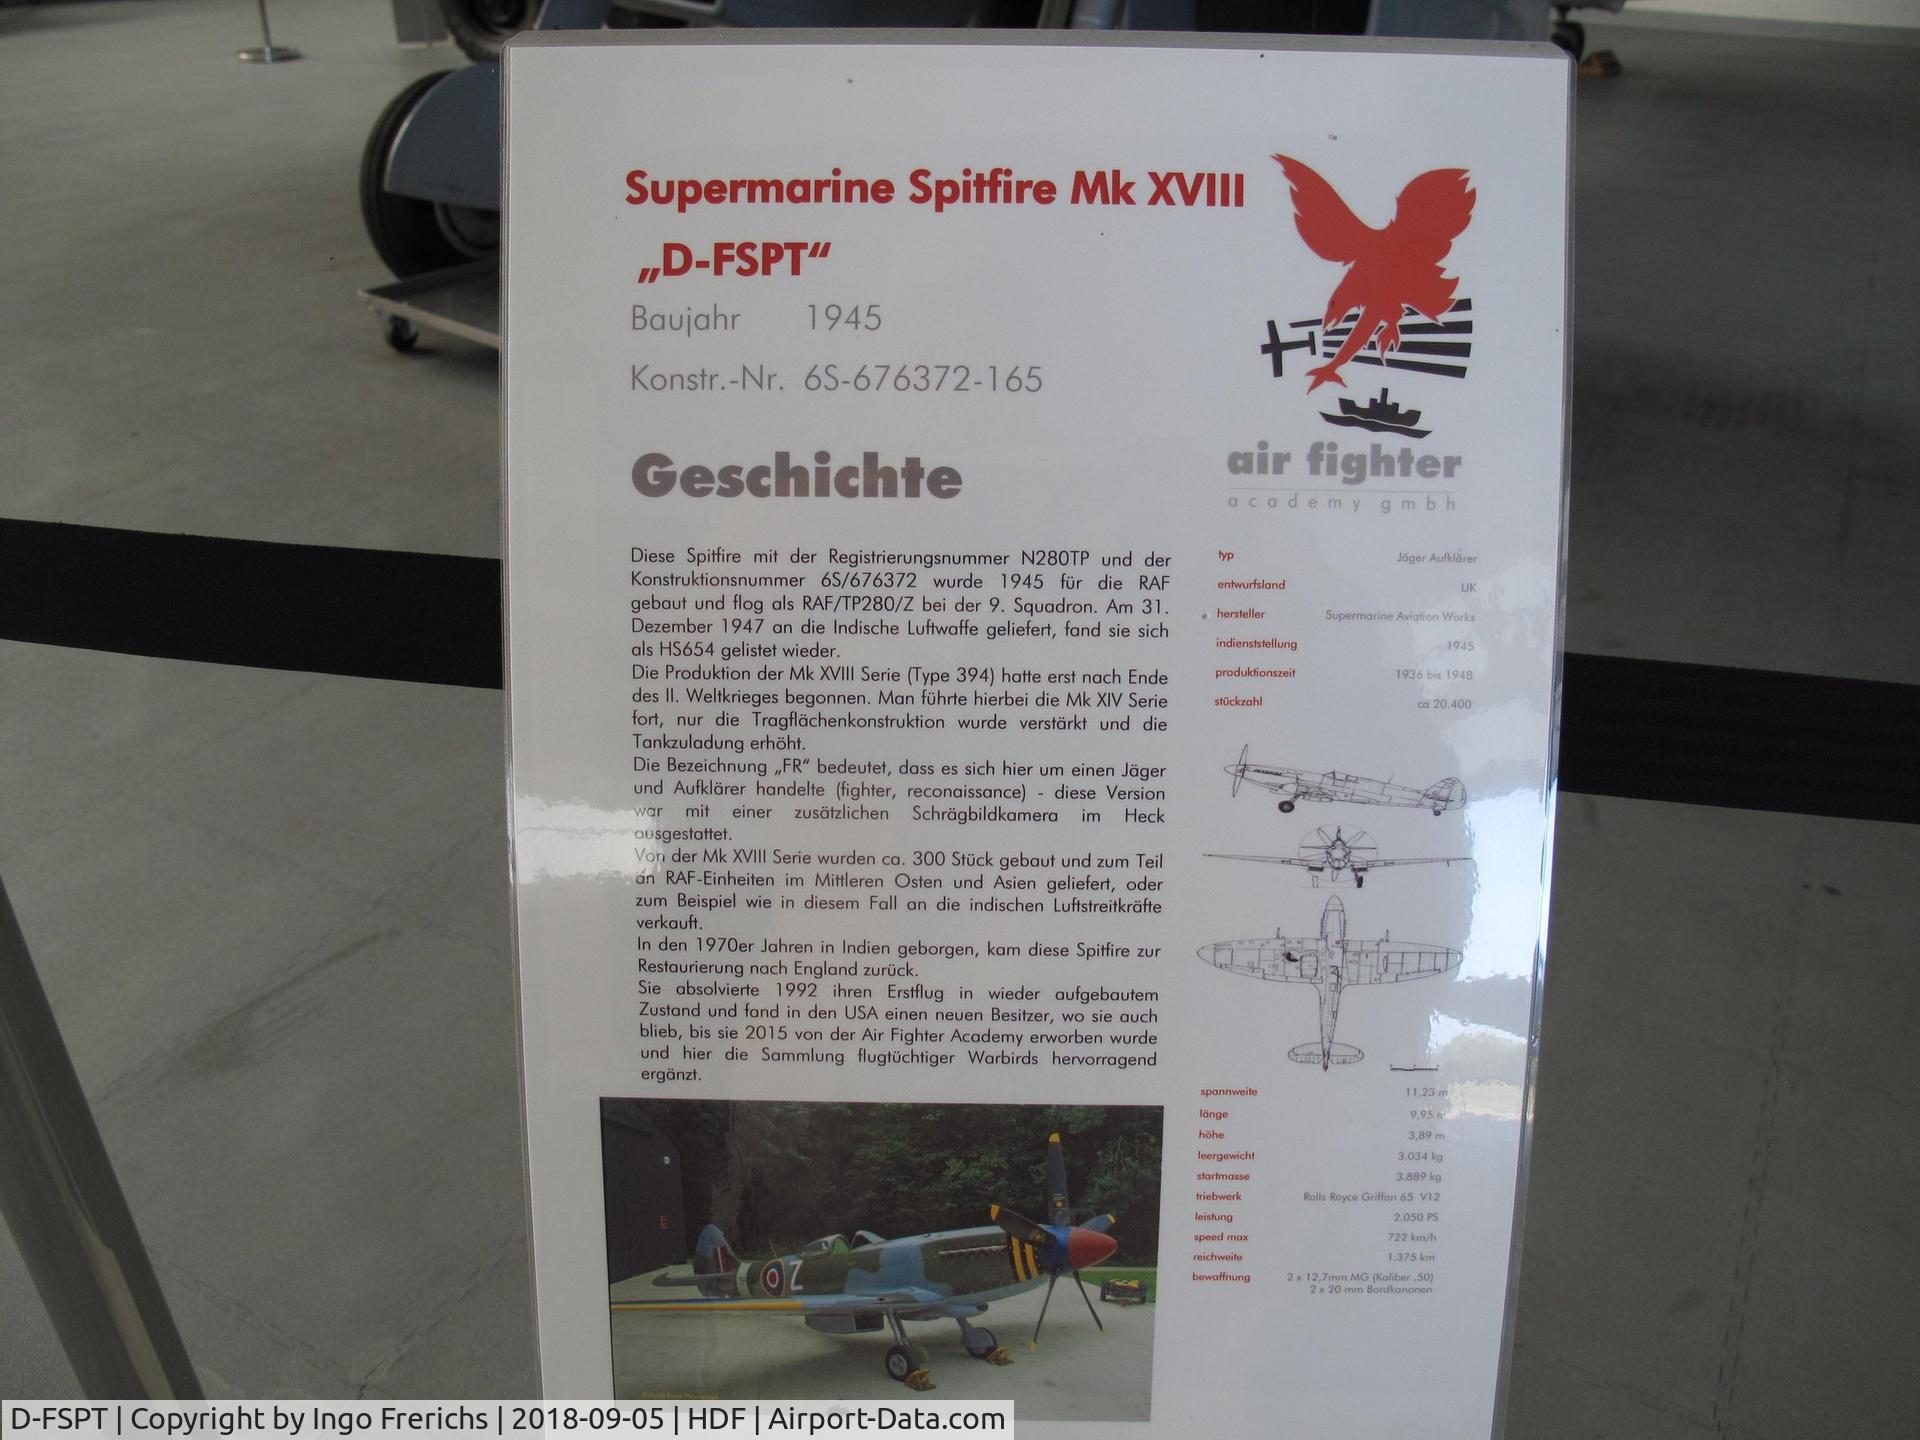 Supermarine Spitfire Mk XVIII
„D-FSPT“
Baujahr 1945
Konstr.-Nr. 6S-676372-165
air fighter
academy gmbh
Geschichte
Diese Spitfire mit der Registrierungsnummer N280TP und der
Konstruktionsnummer 6S/676372 wurde 1945 für die RAF
gebaut und flog als RAF/TP280/Z bei der 9. Squadron. Am 31.
Dezember 1947 an die Indische Luftwaffe geliefert, fand sie sich
als HS654 gelistet wieder.
Die Produktion der Mk XVIII Serie (Type 394) hatte erst nach Ende
des II. Weltkrieges begonnen. Man führte hierbei die Mk XIV Serie
fort, nur die Tragflächenkonstruktion wurde verstärkt und die
Tankzuladung erhöht.
Die Bezeichnung „FR“ bedeutet, dass es sich hier um einen Jäger
und Aufklärer handelte (fighter, reconaissance) - diese Version
war mit einer zusätzlichen Schrägbildkamera im Heck
ausgestattet.
Von der Mk XVIII Serie wurden ca. 300 Stück gebaut und zum Teil
an RAF-Einheiten im Mittleren Osten und Asien geliefert, oder
zum Beispiel wie in diesem Fall an die indischen Luftstreitkräfte
verkauft.
In den 1970er Jahren in Indien geborgen, kam diese Spitfire zur
Restaurierung nach England zurück.
Sie absolvierte 1992 ihren Erstflug in wieder aufgebautem
Zustand und fand in den USA einen neuen Besitzer, wo sie auch
blieb, bis sie 2015 von der Air Fighter Academy erworben wurde
und hier die Sammlung flugtüchtiger Warbirds hervorragend
ergänzt.
typ Jäger Aufklärer
entwurfsland UK
hersteller Supermarine Aviation Works
indienststellung 1945
produktionszeit 1936 bis 1948
stückzahl ca 20.400
spannweite 11,23 m
länge 9,95 m
höhe 3,89 m
leergewicht 3.034 kg
startmasse 3.889 kg
triebwerk Rolls Royce Griffon 65 V12
leistung 2.050 PS
speed max 722 km/h
reichweite 1.375 km
bewaffnung 2 x 12,7mm MG (Kaliber .50)
2 x 20 mm Bordkanonen
E
Z
D-FSPT | Copyright by Ingo Frerichs | 2018-09-05 | HDF | Airport-Data.com